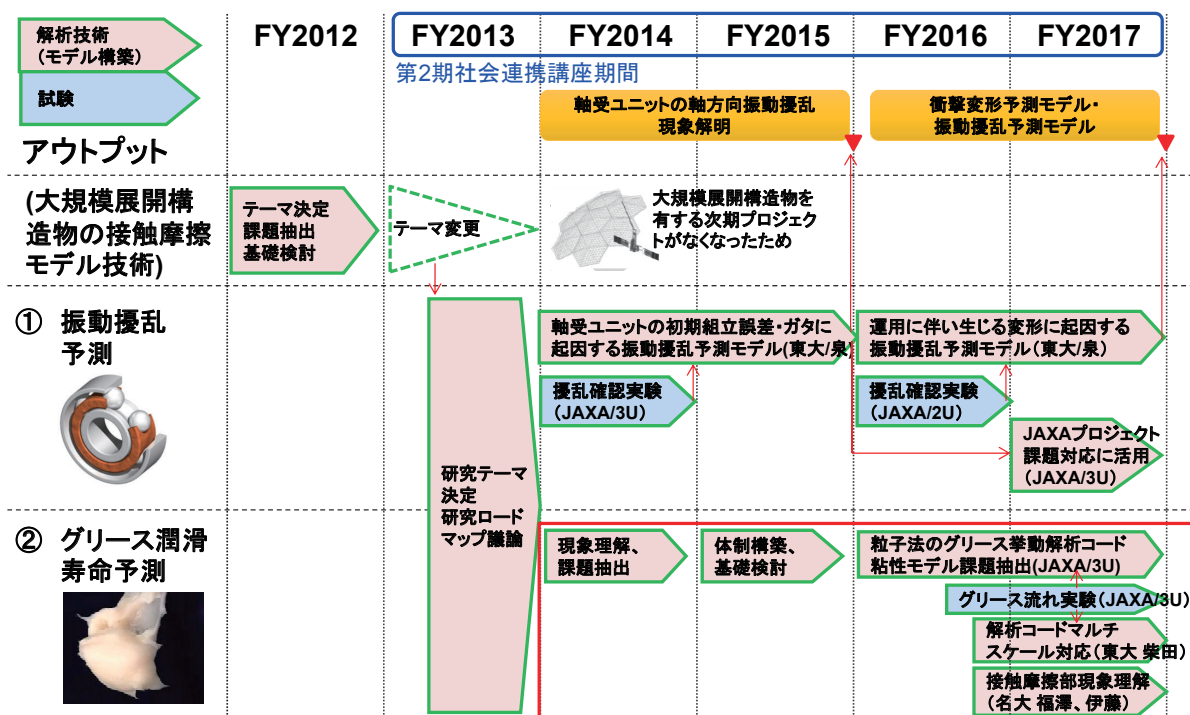 解析技術
(モデル構築)
試験
FY2012
FY2013
FY2014
FY2015
FY2016
FY2017
第2期社会連携講座期間
アウトプット
軸受ユニットの軸方向振動擾乱
現象解明
衝撃変形予測モデル・
振動擾乱予測モデル
(大規模展開構
造物の接触摩擦
モデル技術)
テーマ決定
課題抽出
基礎検討
テーマ変更
大規模展開構造物を
有する次期プロジェク
トがなくなったため
① 振動擾乱
予測
軸受ユニットの初期組立誤差・ガタに
起因する振動擾乱予測モデル(東大/泉)
運用に伴い生じる変形に起因する
振動擾乱予測モデル(東大/泉)
擾乱確認実験
(JAXA/3U)
擾乱確認実験
(JAXA/2U)
JAXAプロジェクト
課題対応に活用
(JAXA/3U)
研究テーマ
決定
研究ロード
マップ議論
② グリース潤滑
寿命予測
現象理解、
課題抽出
体制構築、
基礎検討
粒子法のグリース挙動解析コード
粘性モデル課題抽出(JAXA/3U)
グリース流れ実験(JAXA/3U)
解析コードマルチ
スケール対応(東大 柴田)
接触摩擦部現象理解
(名大 福澤、伊藤)